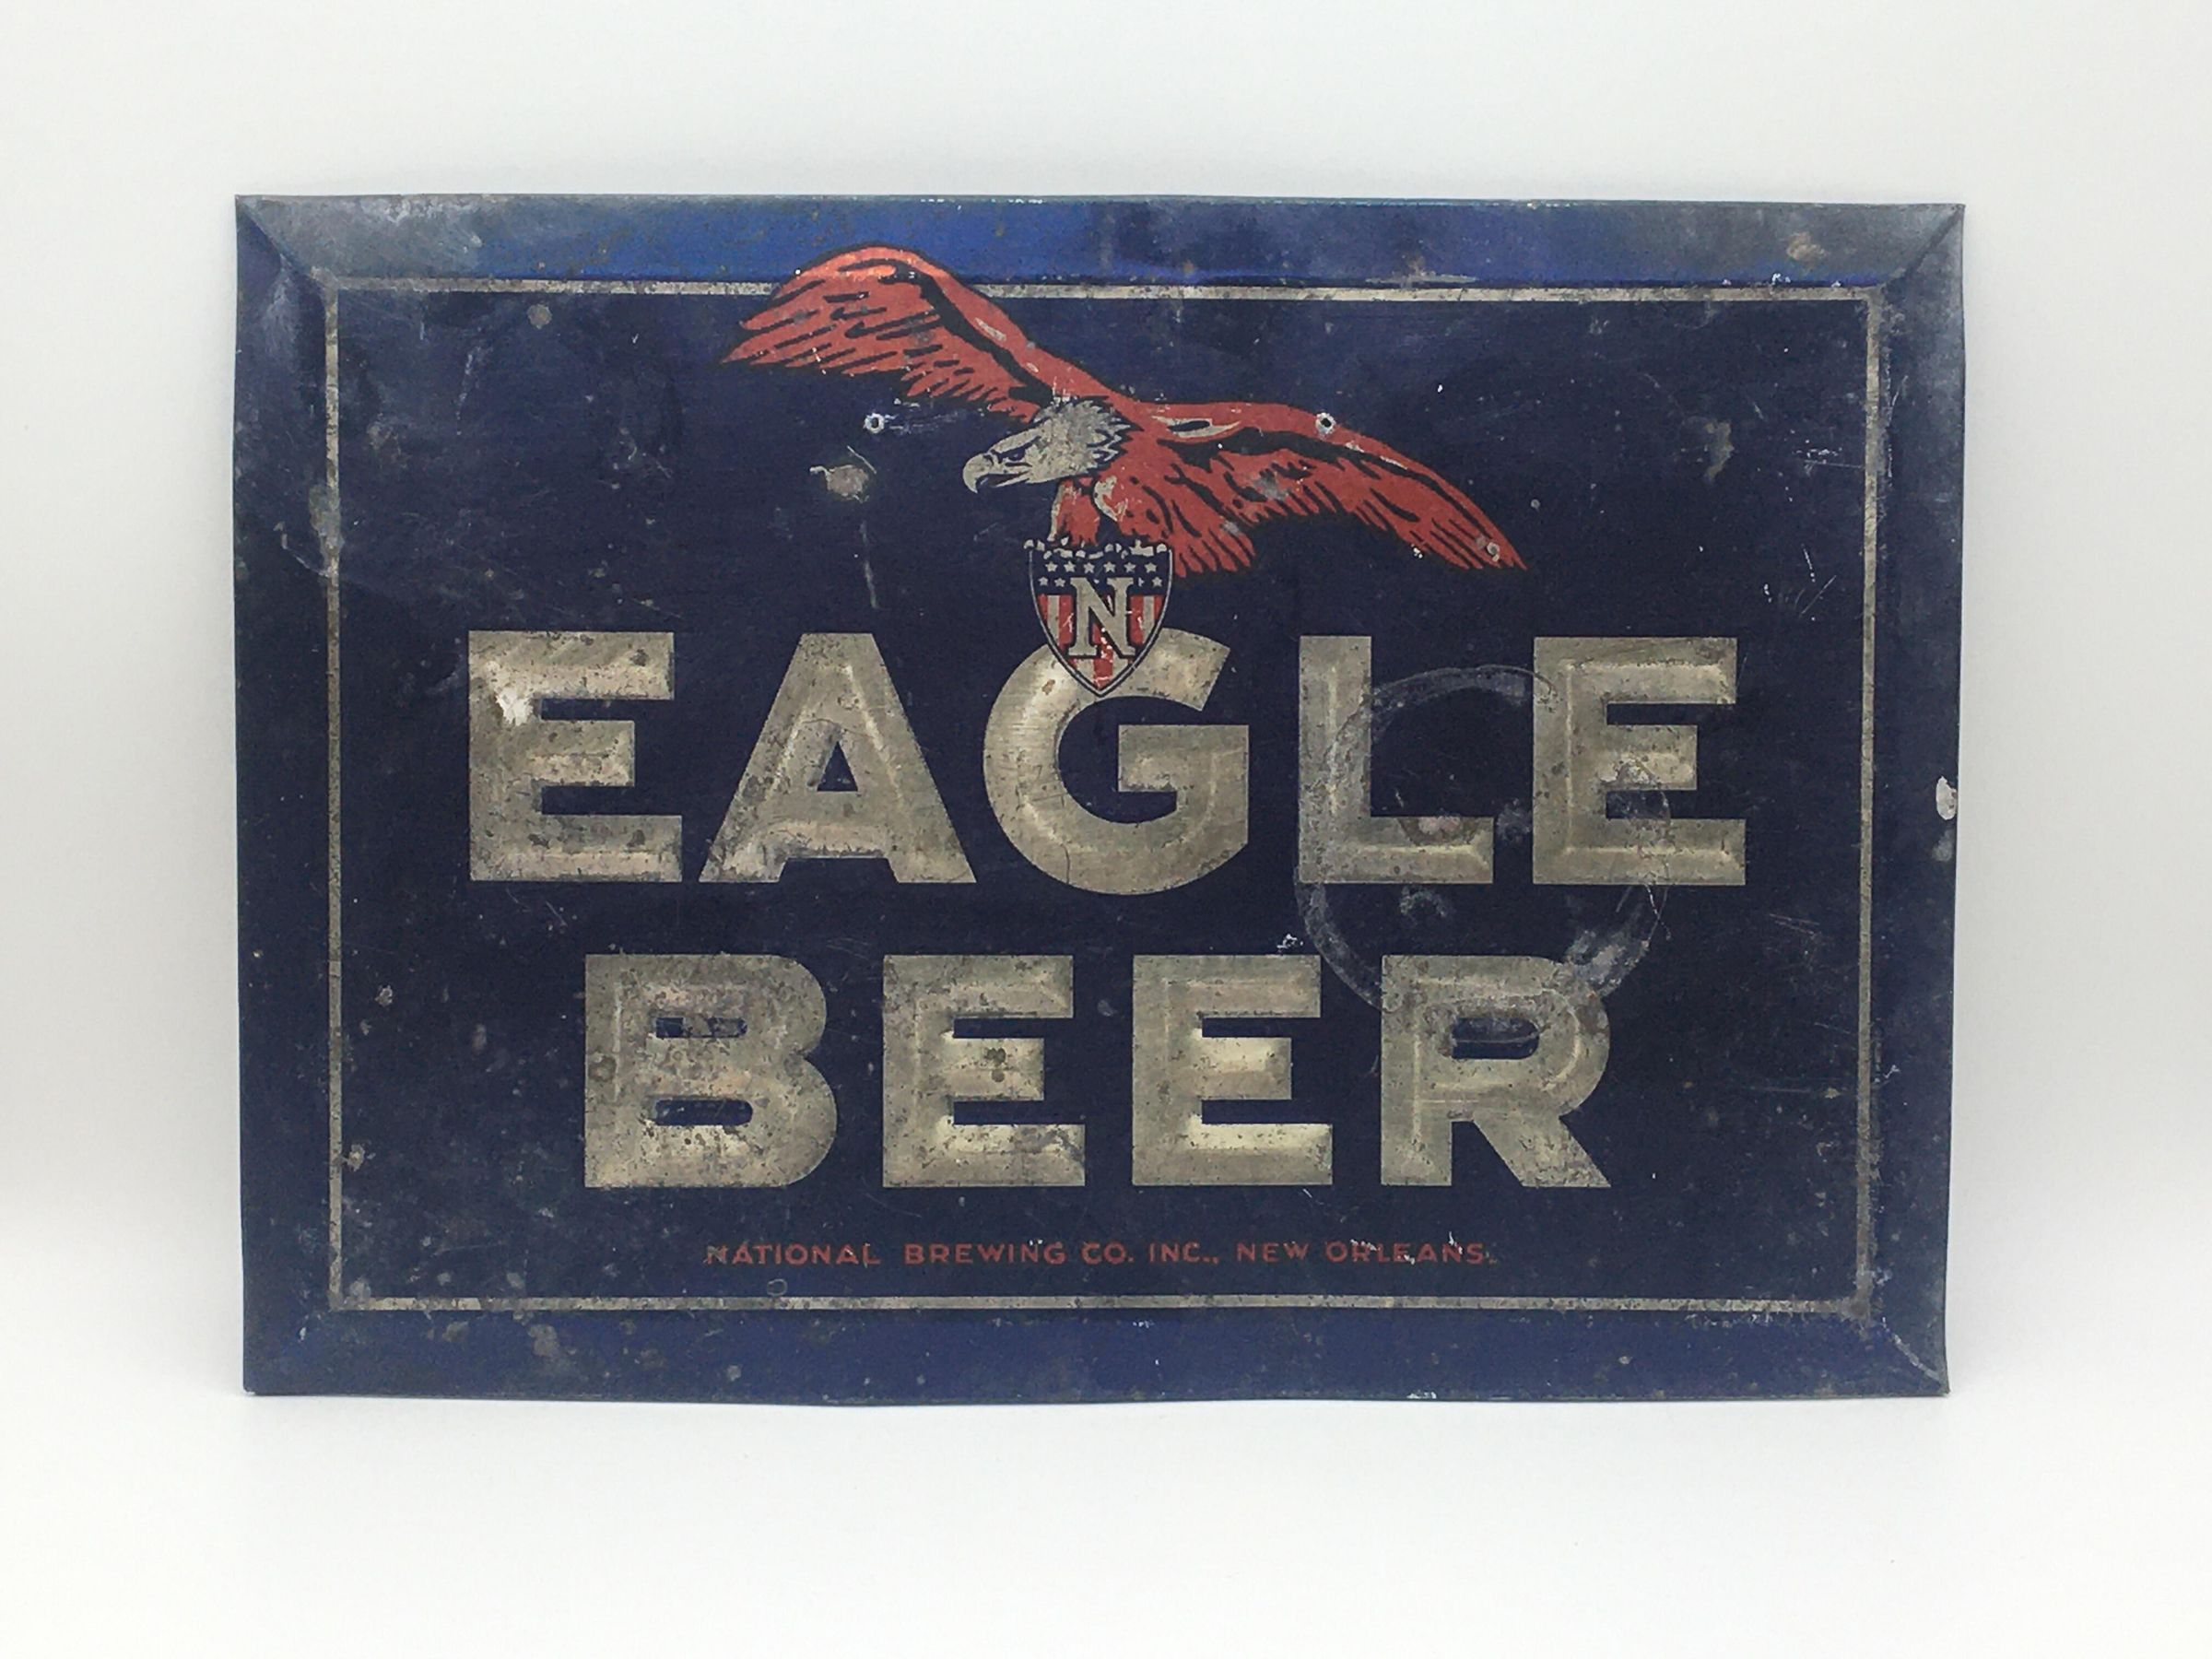 N
EAGLE
BEER
NATIONAL BREWING CO. INC., NEW ORLEANS.